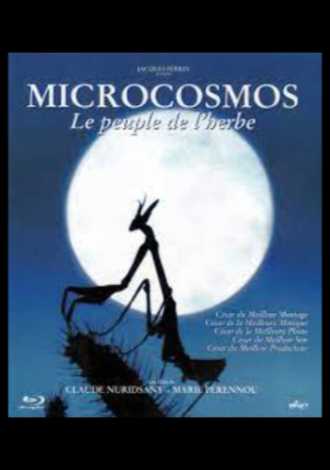 JACQUES PERRIN
MICROCOSMOS
Le peuple de l'herbe
César du Meilleur Montage
César de la Meilleure Musique
César de la Meilleure Photo
César du Meilleur Son
César du Meilleur Producteur
CLAUDE NURIDSANY - MARIE PERENNOU